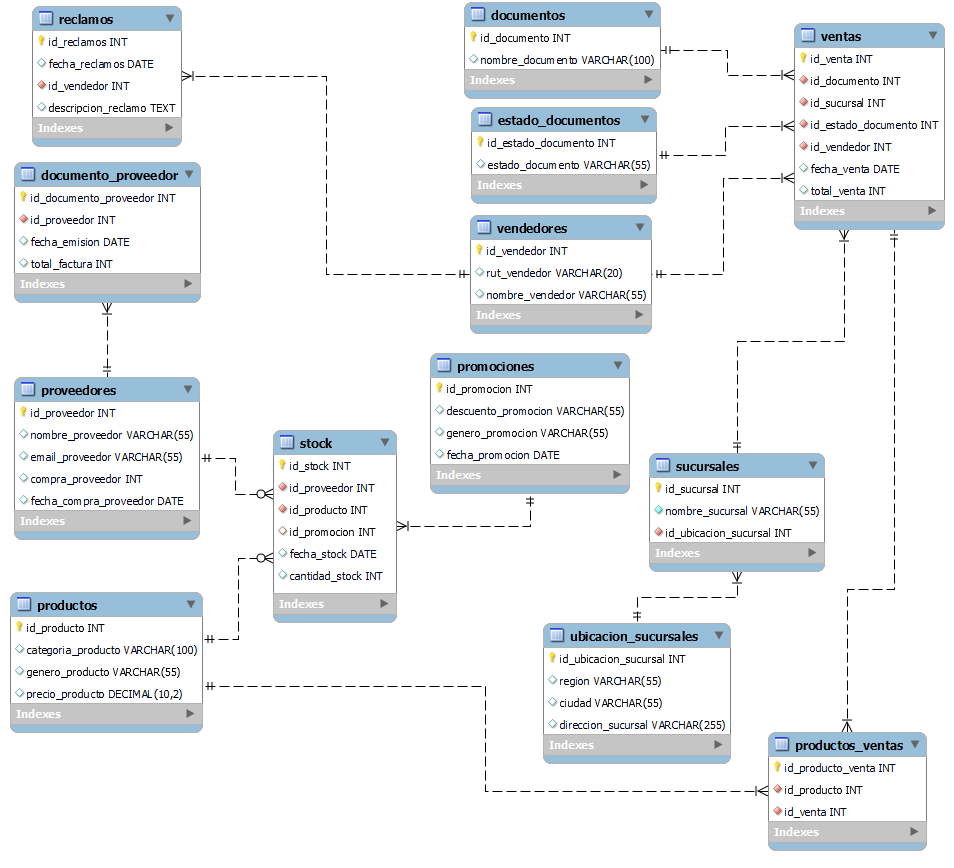 reclamos
id_reclamos INT
fecha_reclamos DATE
id_vendedor INT
descripcion_reclamo TEXT
Indexes
documentos
id_documento INT
nombre_documento VARCHAR(100)
Indexes
ventas
id_venta INT
id_documento INT
id_sucursal INT
id_estado_documento INT
id_vendedor INT
fecha_venta DATE
total_venta INT
Indexes
estado_documentos
id_estado_documento INT
estado_documento VARCHAR(55)
Indexes
documento_proveedor
id_documento_proveedor INT
id_proveedor INT
fecha_emision DATE
total_factura INT
Indexes
vendedores
id_vendedor INT
rut_vendedor VARCHAR(20)
nombre_vendedor VARCHAR(55)
Indexes
promociones
id_promocion INT
descuento_promocion VARCHAR(55)
genero_promocion VARCHAR(55)
fecha_promocion DATE
Indexes
proveedores
id_proveedor INT
nombre_proveedor VARCHAR(55)
email_proveedor VARCHAR(55)
compra_proveedor INT
fecha_compra_proveedor DATE
Indexes
stock
id_stock INT
id_proveedor INT
id_producto INT
id_promocion INT
fecha_stock DATE
cantidad_stock INT
Indexes
sucursales
id_sucursal INT
nombre_sucursal VARCHAR(55)
id_ubicacion_sucursal INT
Indexes
productos
id_producto INT
categoria_producto VARCHAR(100)
genero_producto VARCHAR(55)
precio_producto DECIMAL(10,2)
Indexes
ubicacion_sucursales
id_ubicacion_sucursal INT
region VARCHAR(55)
ciudad VARCHAR(55)
direccion_sucursal VARCHAR(255)
Indexes
productos_ventas
id_producto_venta INT
id_producto INT
id_venta INT
Indexes